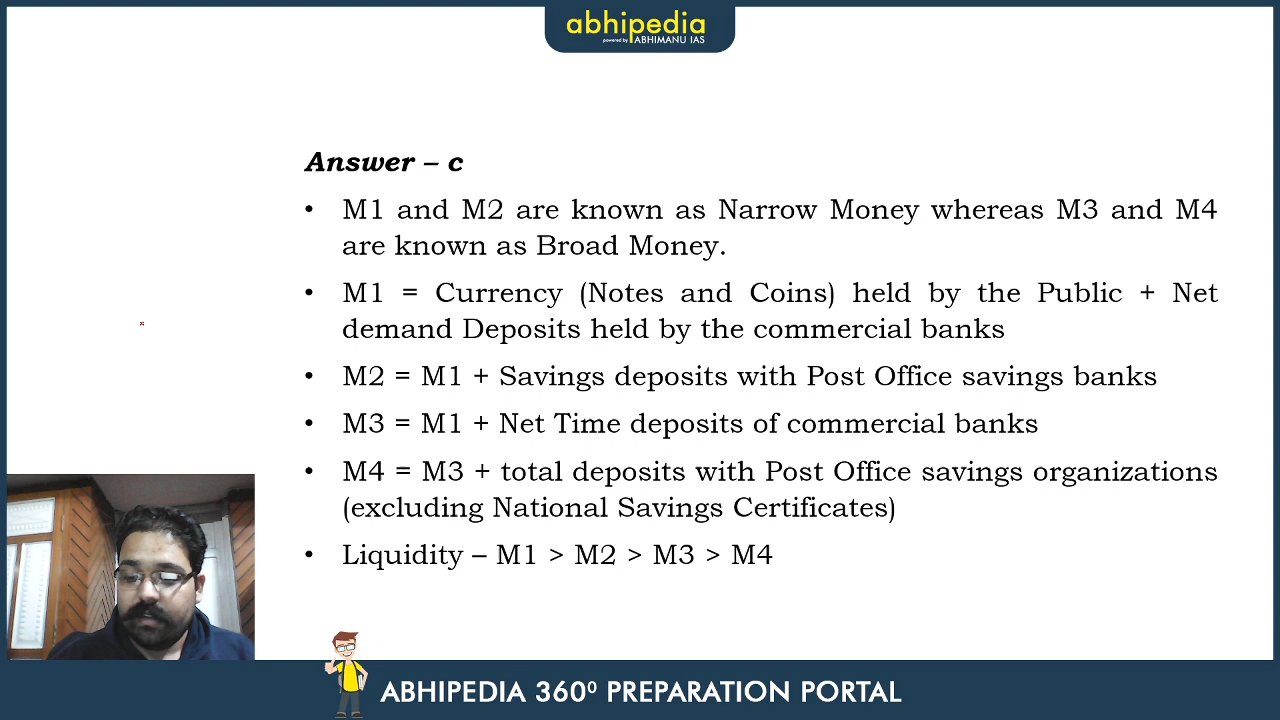 abhipedia
powered by ABHIMANU IAS
Answer – c
• M1 and M2 are known as Narrow Money whereas M3 and M4
are known as Broad Money.
• M1 = Currency (Notes and Coins) held by the Public + Net
demand Deposits held by the commercial banks
• M2 = M1 + Savings deposits with Post Office savings banks
• M3 = M1 + Net Time deposits of commercial banks
• M4 = M3 + total deposits with Post Office savings organizations
(excluding National Savings Certificates)
• Liquidity – M1 > M2 > M3 > M4
ABHIPEDIA 360⁰ PREPARATION PORTAL